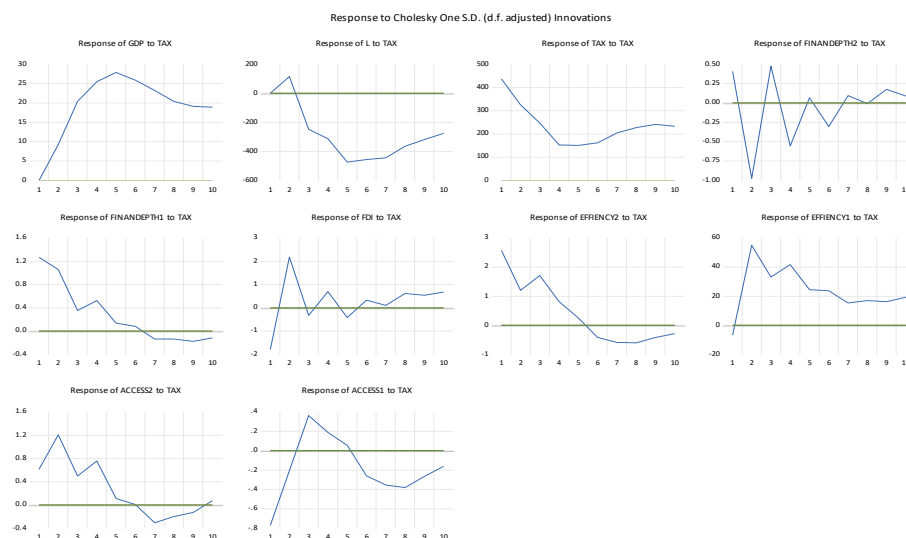 Response to Cholesky One S.D. (d.f. adjusted) Innovations
Response of GDP to TAX
30
25
20
15
10
5
0
1 2 3 4 5 6 7 8 9 10
Response of L to TAX
200
0
-200
-400
-600
1 2 3 4 5 6 7 8 9 10
Response of TAX to TAX
500
400
300
200
100
0
1 2 3 4 5 6 7 8 9 10
Response of FINANDEPTH2 to TAX
0.50
0.25
0.00
-0.25
-0.50
-0.75
-1.00
1 2 3 4 5 6 7 8 9 1
Response of FINANDEPTH1 to TAX
1.6
1.2
0.8
0.4
0.0
-0.4
1 2 3 4 5 6 7 8 9 10
Response of FDI to TAX
3
2
1
0
-1
-2
1 2 3 4 5 6 7 8 9 10
Response of EFFIENCY2 to TAX
3
2
1
0
-1
1 2 3 4 5 6 7 8 9 10
Response of EFFIENCY1 to TAX
60
40
20
0
-20
1 2 3 4 5 6 7 8 9 1
Response of ACCESS2 to TAX
1.6
1.2
0.8
0.4
0.0
-0.4
1 2 3 4 5 6 7 8 9 10
Response of ACCESS1 to TAX
.4
.2
.0
-.2
-.4
-.6
-.8
1 2 3 4 5 6 7 8 9 10